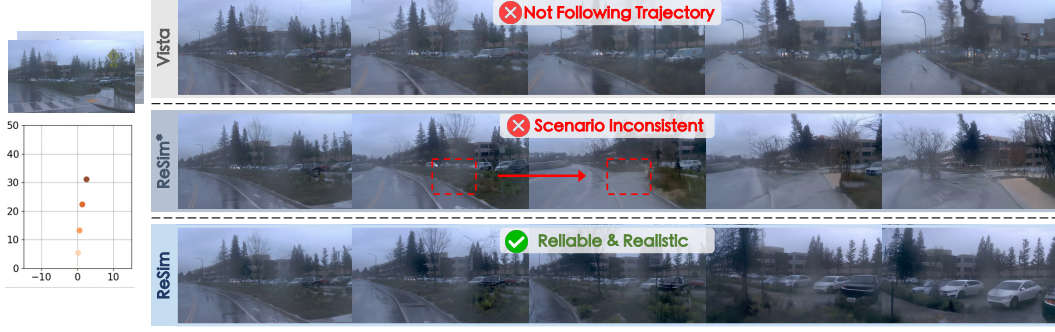 Vista
Not Following Trajectory
ReSim*
Scenario Inconsistent
ReSim
Reliable & Realistic
50
40
30
20
10
0
−10 0 10